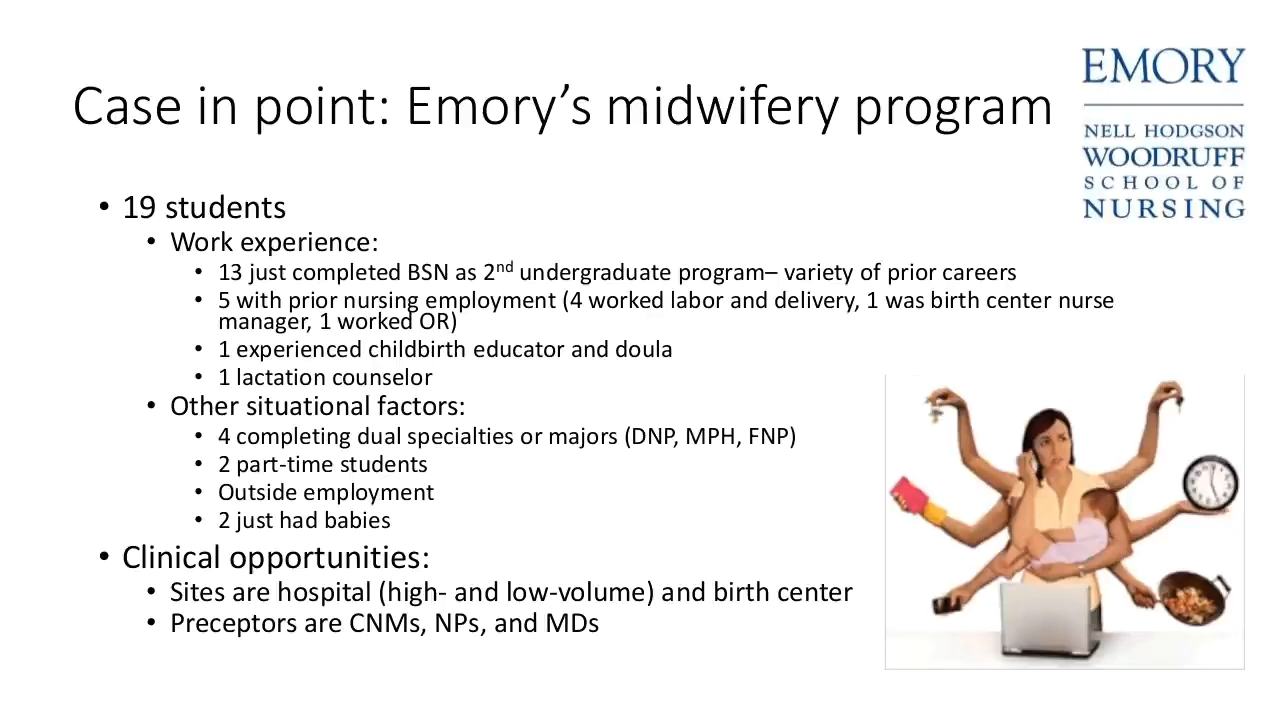 Case in point: Emory’s midwifery program
EMORY
NELL HODGSON
WOODRUFF
SCHOOL OF
NURSING
• 19 students
• Work experience:
• 13 just completed BSN as 2nd undergraduate program– variety of prior careers
• 5 with prior nursing employment (4 worked labor and delivery, 1 was birth center nurse
manager, 1 worked OR)
• 1 experienced childbirth educator and doula
• 1 lactation counselor
• Other situational factors:
• 4 completing dual specialties or majors (DNP, MPH, FNP)
• 2 part-time students
• Outside employment
• 2 just had babies
• Clinical opportunities:
• Sites are hospital (high- and low-volume) and birth center
• Preceptors are CNMs, NPs, and MDs